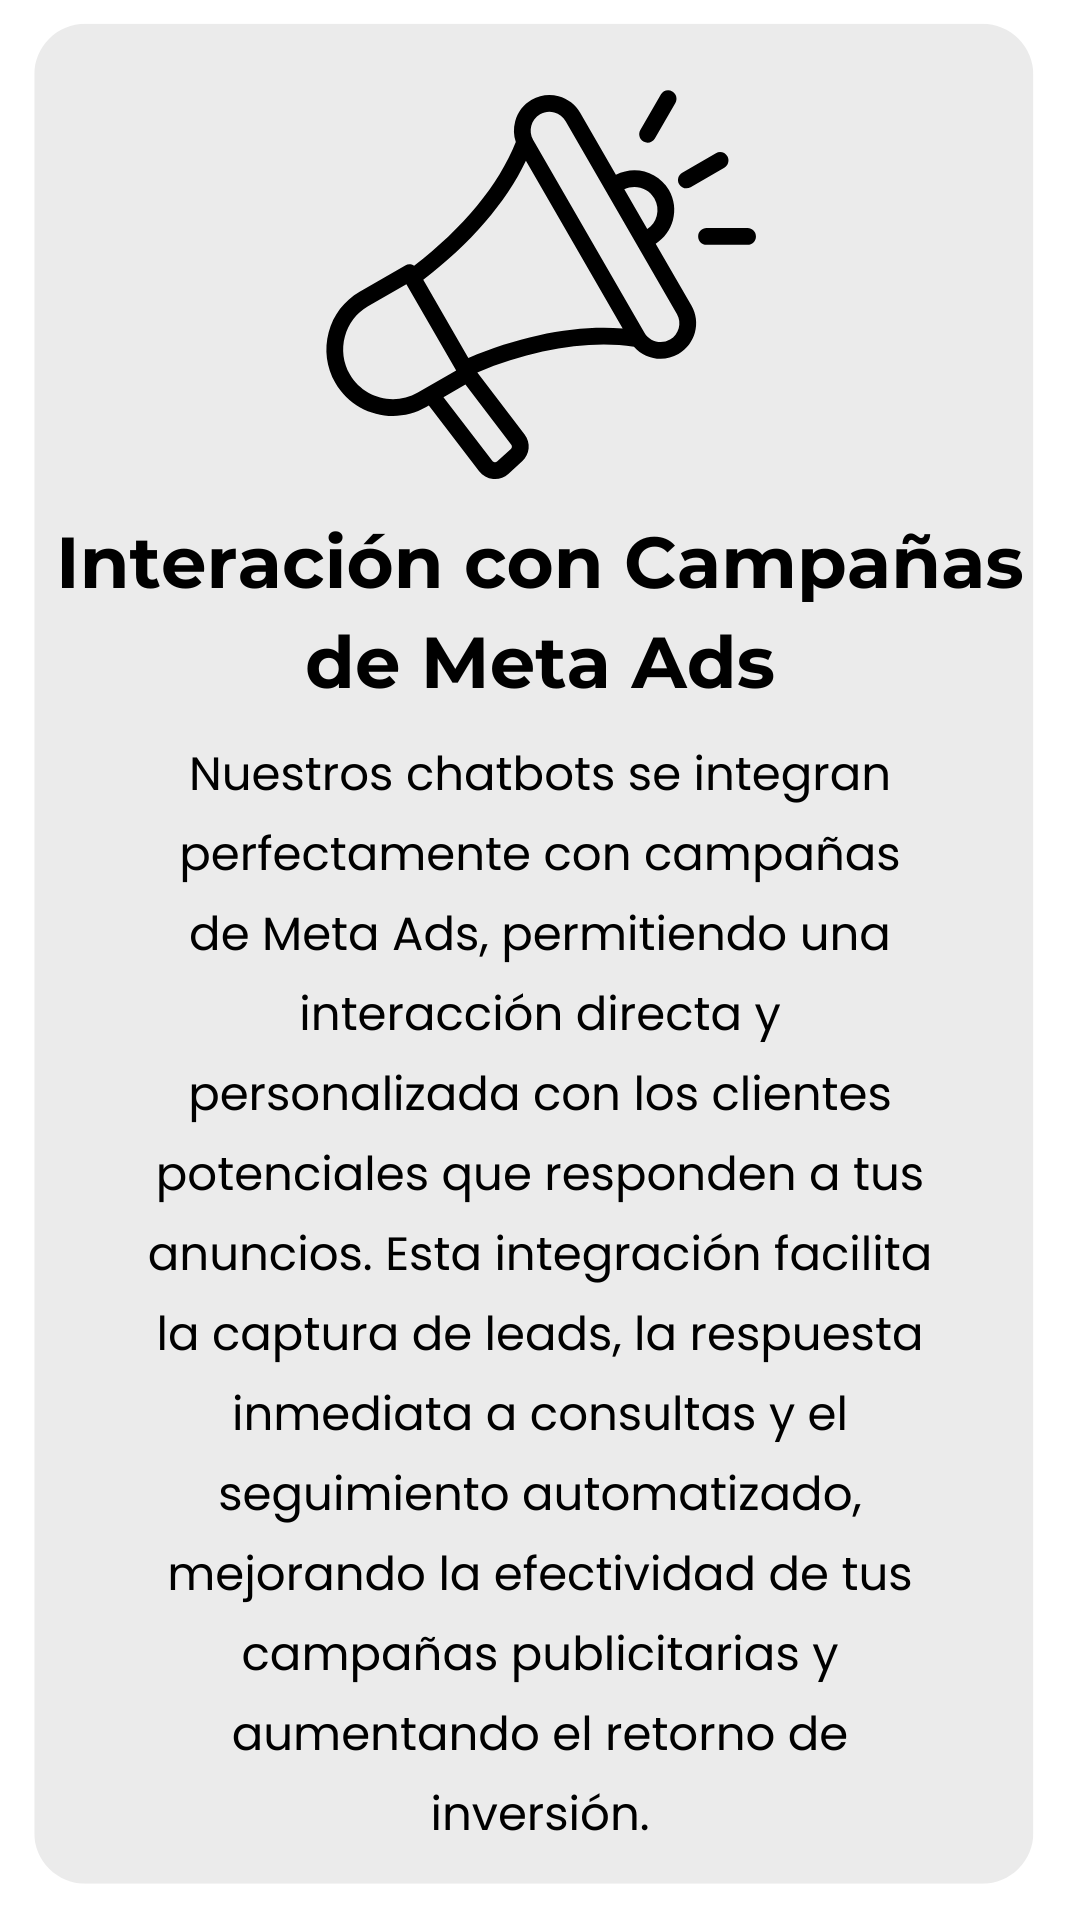 Interación con Campañas
de Meta Ads
Nuestros chatbots se integran
perfectamente con campañas
de Meta Ads, permitiendo una
interacción directa y
personalizada con los clientes
potenciales que responden a tus
anuncios. Esta integración facilita
la captura de leads, la respuesta
inmediata a consultas y el
seguimiento automatizado,
mejorando la efectividad de tus
campañas publicitarias y
aumentando el retorno de
inversión.